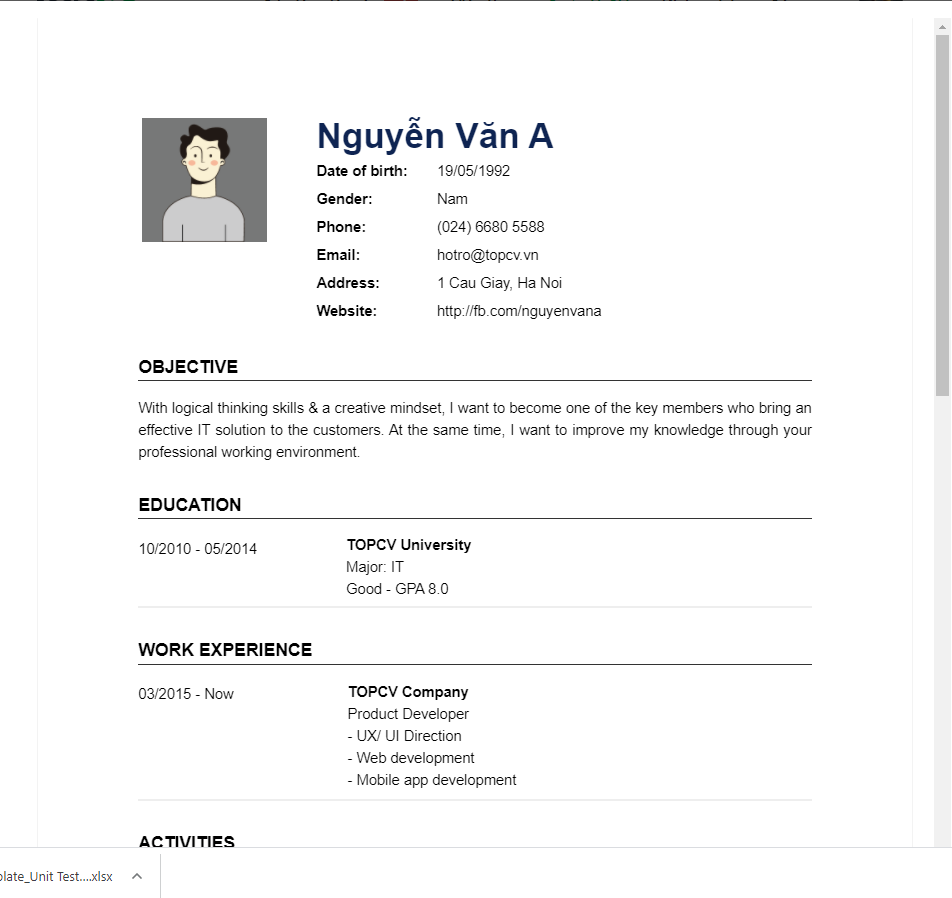 Nguyễn Văn A
Date of birth: 19/05/1992
Gender: Nam
Phone: (024) 6680 5588
Email: hotro@topcv.vn
Address: 1 Cau Giay, Ha Noi
Website: http://fb.com/nguyenvana
OBJECTIVE
With logical thinking skills & a creative mindset, I want to become one of the key members who bring an
effective IT solution to the customers. At the same time, I want to improve my knowledge through your
professional working environment.
EDUCATION
10/2010 - 05/2014 TOPCV University
Major: IT
Good - GPA 8.0
WORK EXPERIENCE
03/2015 - Now TOPCV Company
Product Developer
- UX/ UI Direction
- Web development
- Mobile app development
ACTIVITIES
plate_Unit Test....xlsx